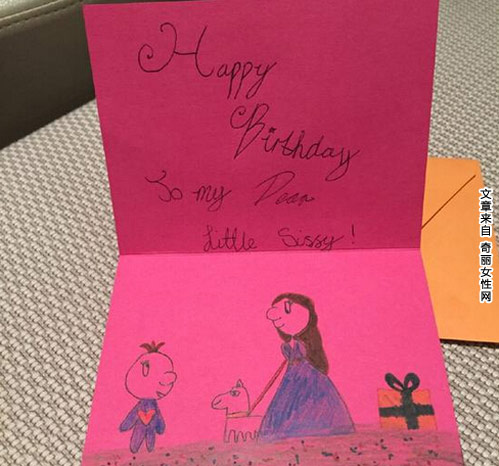 Happy
Birthday
To my Dear
Little Sissy!
文章来自 奇丽女性网